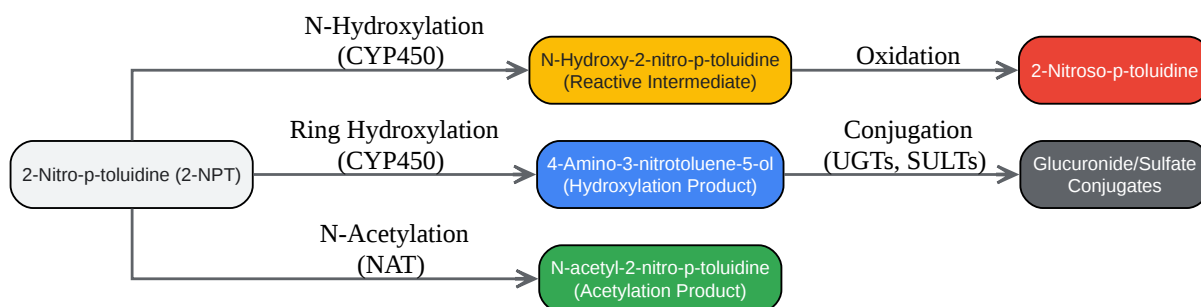 N-Hydroxylation
(CYP450)
N-Hydroxy-2-nitro-p-toluidine
(Reactive Intermediate)
Oxidation
2-Nitroso-p-toluidine
2-Nitro-p-toluidine (2-NPT)
Ring Hydroxylation
(CYP450)
4-Amino-3-nitrotoluene-5-ol
(Hydroxylation Product)
Conjugation
(UGTs, SULTs)
Glucuronide/Sulfate
Conjugates
N-Acetylation
(NAT)
N-acetyl-2-nitro-p-toluidine
(Acetylation Product)